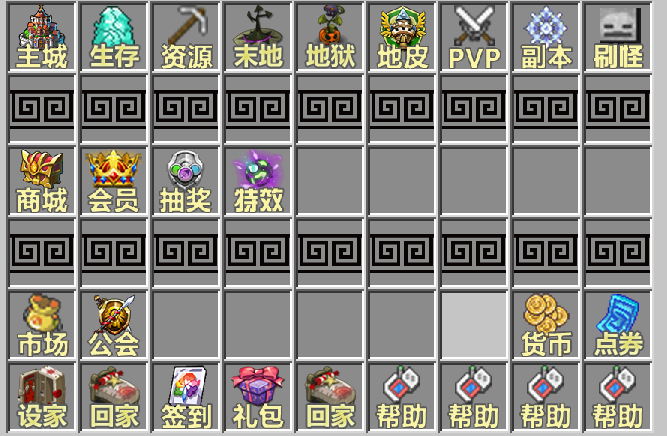 主城 生存 资源 末地 地狱 地皮 PVP 副本 刷怪
商城 会员 抽奖 特效
市场 公会 货币 点券
设家 回家 签到 礼包 回家 帮助 帮助 帮助 帮助